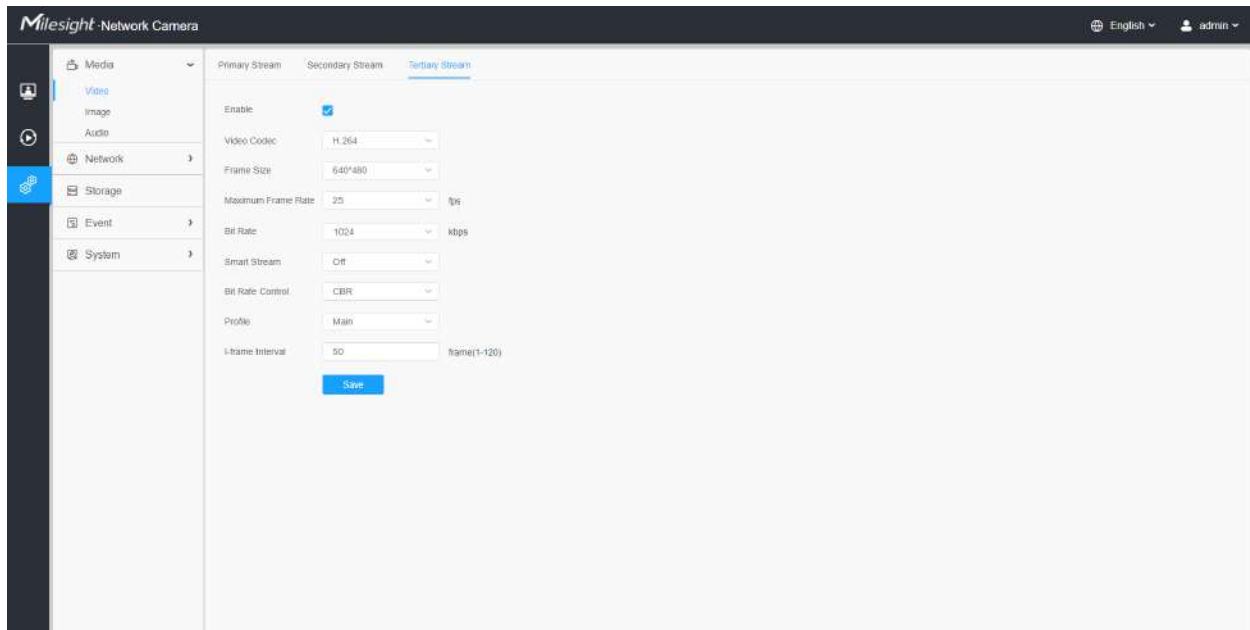 Milesight·Network Camera
English
admin
Media
Video
Image
Audio
Network
Storage
Event
System
Primary Stream Secondary Stream Tertiary Stream
Enable
Video Codec H.264
Frame Size 640*480
Maximum Frame Rate 25 fps
Bit Rate 1024 kbps
Smart Stream Off
Bit Rate Control CBR
Profile Main
I-frame Interval 50 frame(1-120)
Save